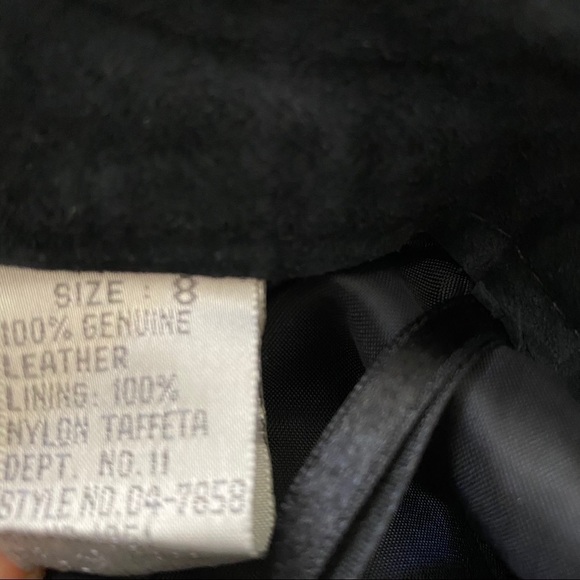 SIZE : 8
100% GENUINE
LEATHER
LINING: 100%
NYLON TAFFETA
DEPT. NO. 11
STYLE NO. 04-7858